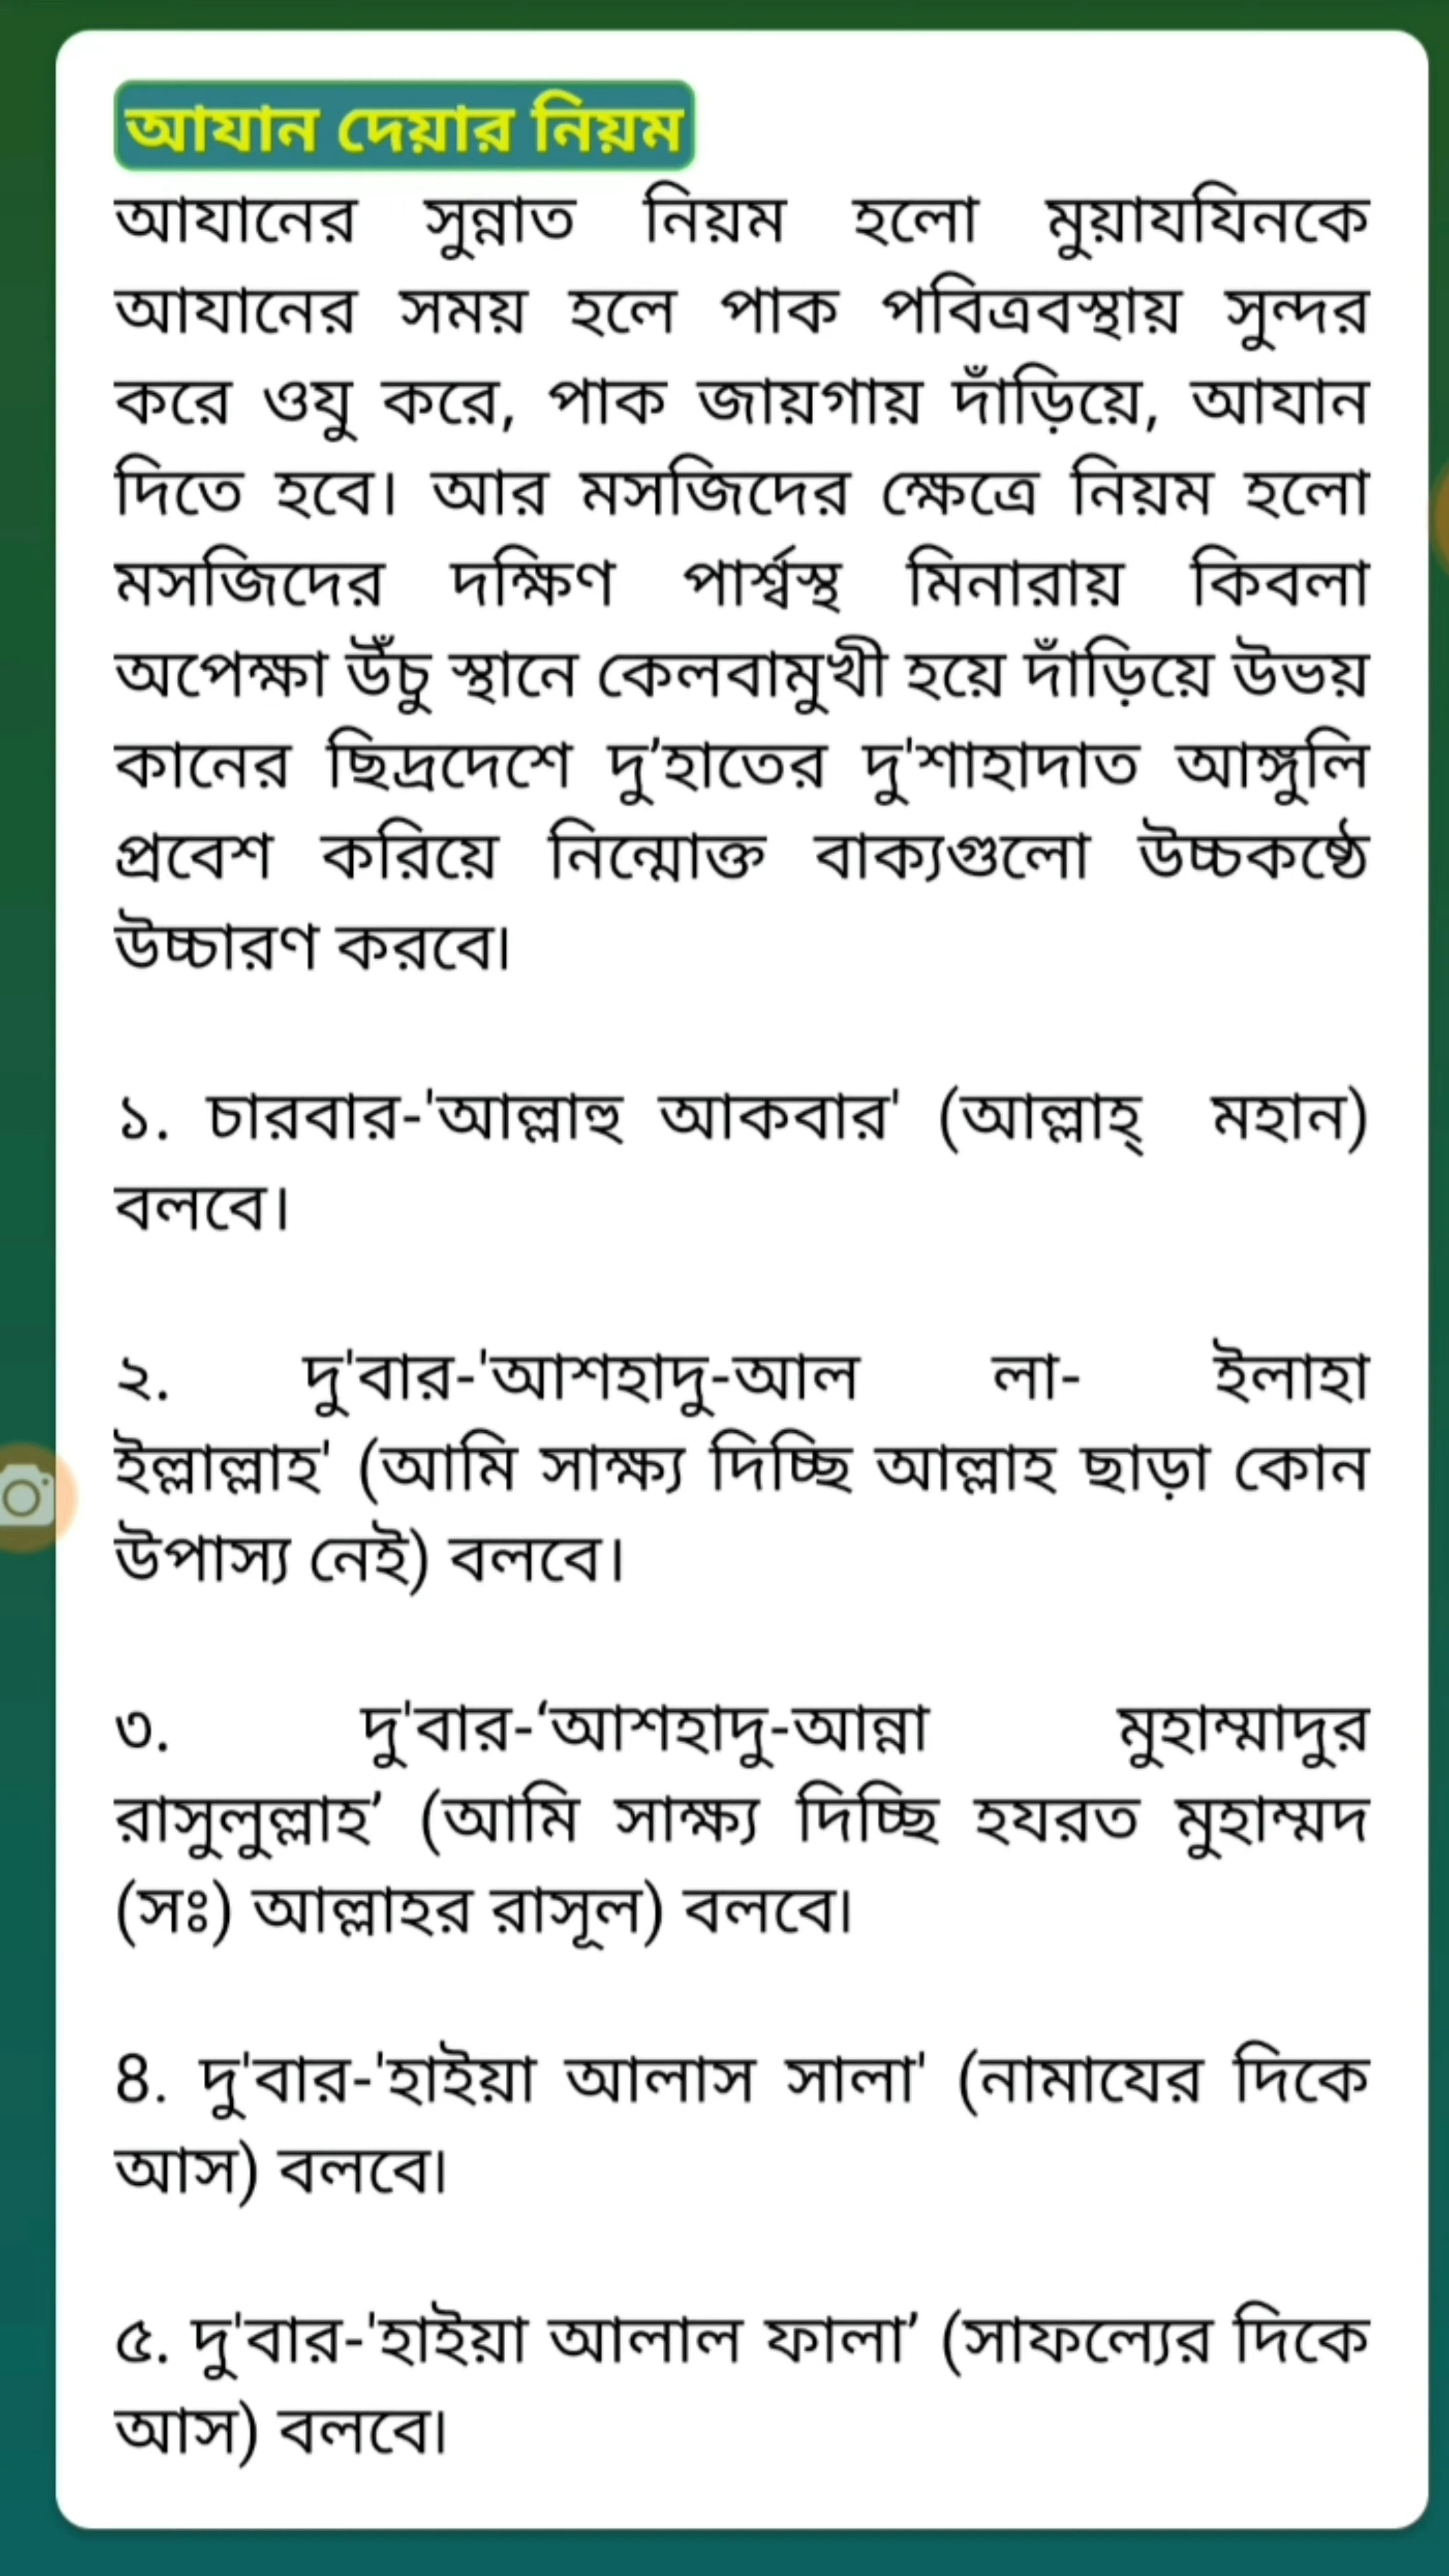 আযান দেয়ার নিয়ম
আযানের সুন্নাত নিয়ম হলো মুয়াযযিনকে
আযানের সময় হলে পাক পবিত্রবস্থায় সুন্দর
করে ওযু করে, পাক জায়গায় দাঁড়িয়ে, আযান
দিতে হবে। আর মসজিদের ক্ষেত্রে নিয়ম হলো
মসজিদের দক্ষিণ পার্শ্বস্থ মিনারায় কিবলা
অপেক্ষা উঁচু স্থানে কেলবামুখী হয়ে দাঁড়িয়ে উভয়
কানের ছিদ্রদেশে দু’হাতের দু'শাহাদাত আঙ্গুলি
প্রবেশ করিয়ে নিন্মোক্ত বাক্যগুলো উচ্চকণ্ঠে
উচ্চারণ করবে।
১. চারবার-'আল্লাহু আকবার' (আল্লাহ্ মহান)
বলবে।
২. দু'বার-'আশহাদু-আল লা- ইলাহা
ইল্লাল্লাহ' (আমি সাক্ষ্য দিচ্ছি আল্লাহ ছাড়া কোন
উপাস্য নেই) বলবে।
৩. দু'বার-‘আশহাদু-আন্না মুহাম্মাদুর
রাসুলুল্লাহ’ (আমি সাক্ষ্য দিচ্ছি হযরত মুহাম্মদ
(সঃ) আল্লাহর রাসূল) বলবে।
8. দু'বার-'হাইয়া আলাস সালা' (নামাযের দিকে
আস) বলবে।
৫. দু'বার-'হাইয়া আলাল ফালা’ (সাফল্যের দিকে
আস) বলবে।